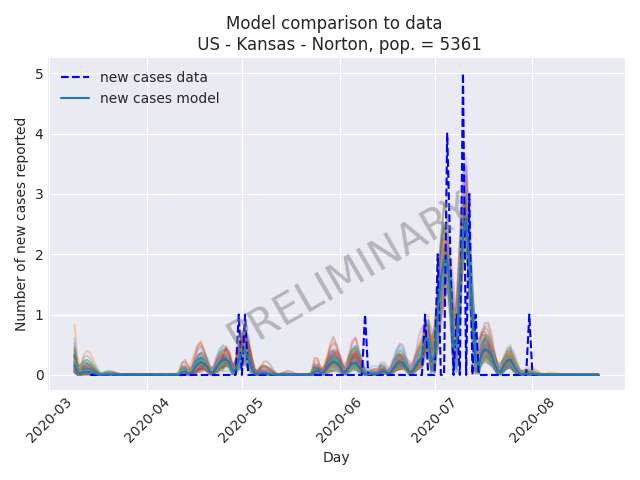 Model comparison to data
US - Kansas - Norton, pop. = 5361
new cases data
new cases model
Number of new cases reported
5
4
3
2
1
0
PRELIMINARY
2020-03
2020-04
2020-05
2020-06
2020-07
2020-08
Day